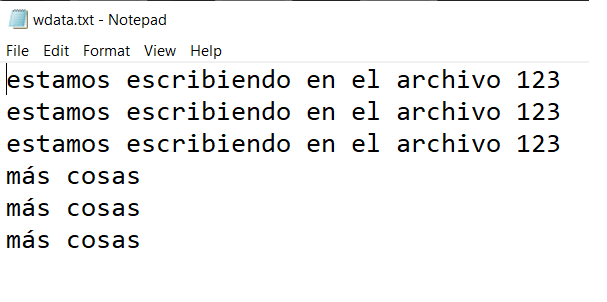 wdata.txt - Notepad
File Edit Format View Help
estamos escribiendo en el archivo 123
estamos escribiendo en el archivo 123
estamos escribiendo en el archivo 123
más cosas
más cosas
más cosas